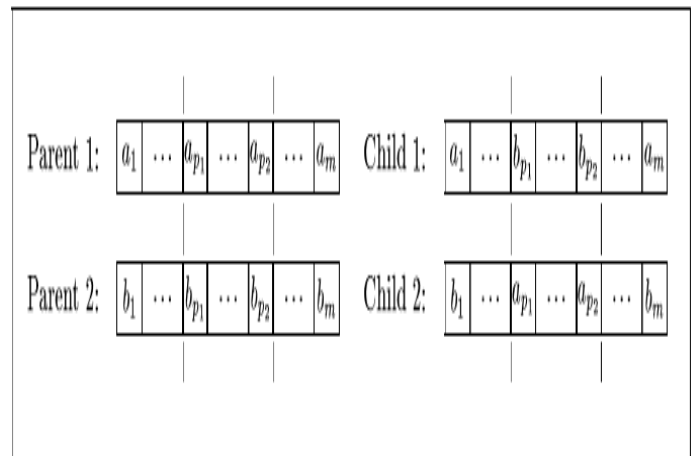 Parent 1: a₁ ··· aₚ₁ ··· aₚ₂ ··· aₘ Child 1: a₁ ··· bₚ₁ ··· bₚ₂ ··· aₘ
Parent 2: b₁ ··· bₚ₁ ··· bₚ₂ ··· bₘ Child 2: b₁ ··· aₚ₁ ··· aₚ₂ ··· bₘ